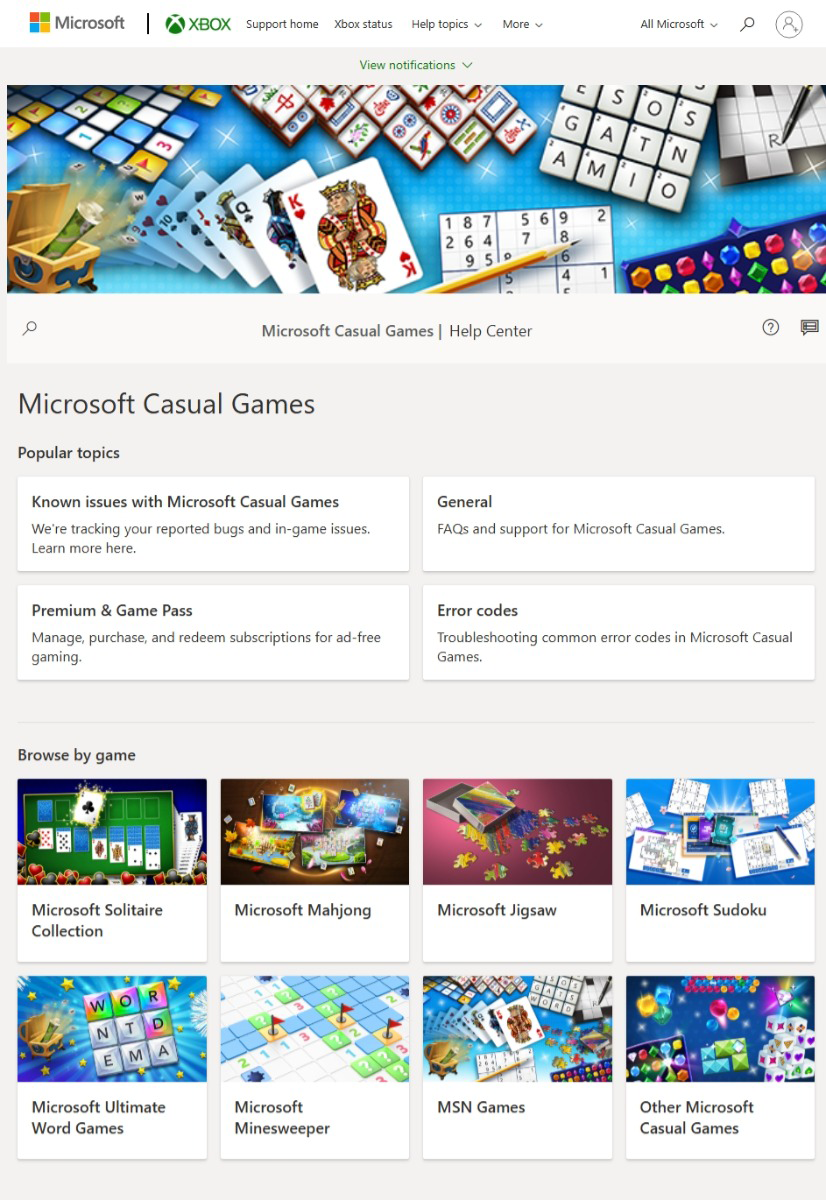 Microsoft
XBOX
Support home
Xbox status
Help topics
More
All Microsoft
View notifications
E S O S
G A T N
A M I O
R
K
Q
J
10
9
1 8 7 5 6 9 2
2 6 4 7 8
9 5 8 6
5 4 1
Microsoft Casual Games | Help Center
Microsoft Casual Games
Popular topics
Known issues with Microsoft Casual Games
We're tracking your reported bugs and in-game issues.
Learn more here.
General
FAQs and support for Microsoft Casual Games.
Premium & Game Pass
Manage, purchase, and redeem subscriptions for ad-free
gaming.
Error codes
Troubleshooting common error codes in Microsoft Casual
Games.
Browse by game
Microsoft Solitaire
Collection
Microsoft Mahjong
Microsoft Jigsaw
Microsoft Sudoku
W O R
N T D
E M A
Microsoft Ultimate
Word Games
Microsoft
Minesweeper
MSN Games
Other Microsoft
Casual Games